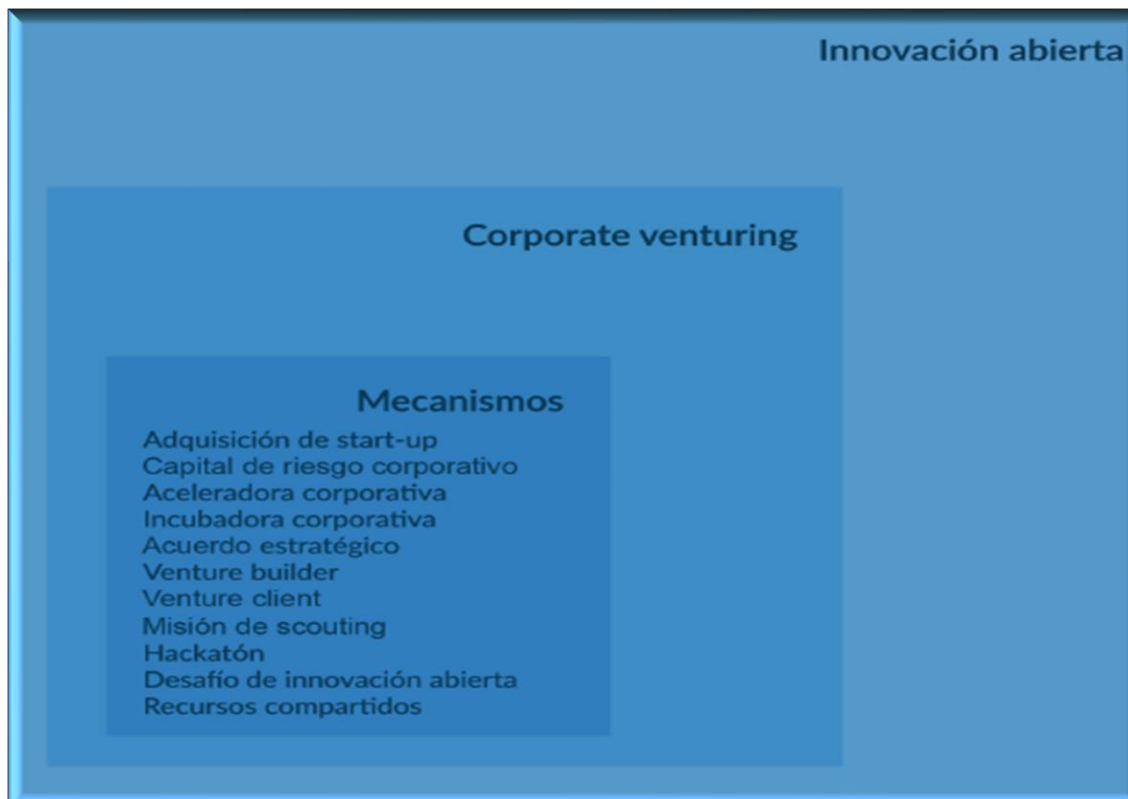 Innovación abierta
Corporate venturing
Mecanismos
Adquisición de start-up
Capital de riesgo corporativo
Aceleradora corporativa
Incubadora corporativa
Acuerdo estratégico
Venture builder
Venture client
Misión de scouting
Hackatón
Desafío de innovación abierta
Recursos compartidos